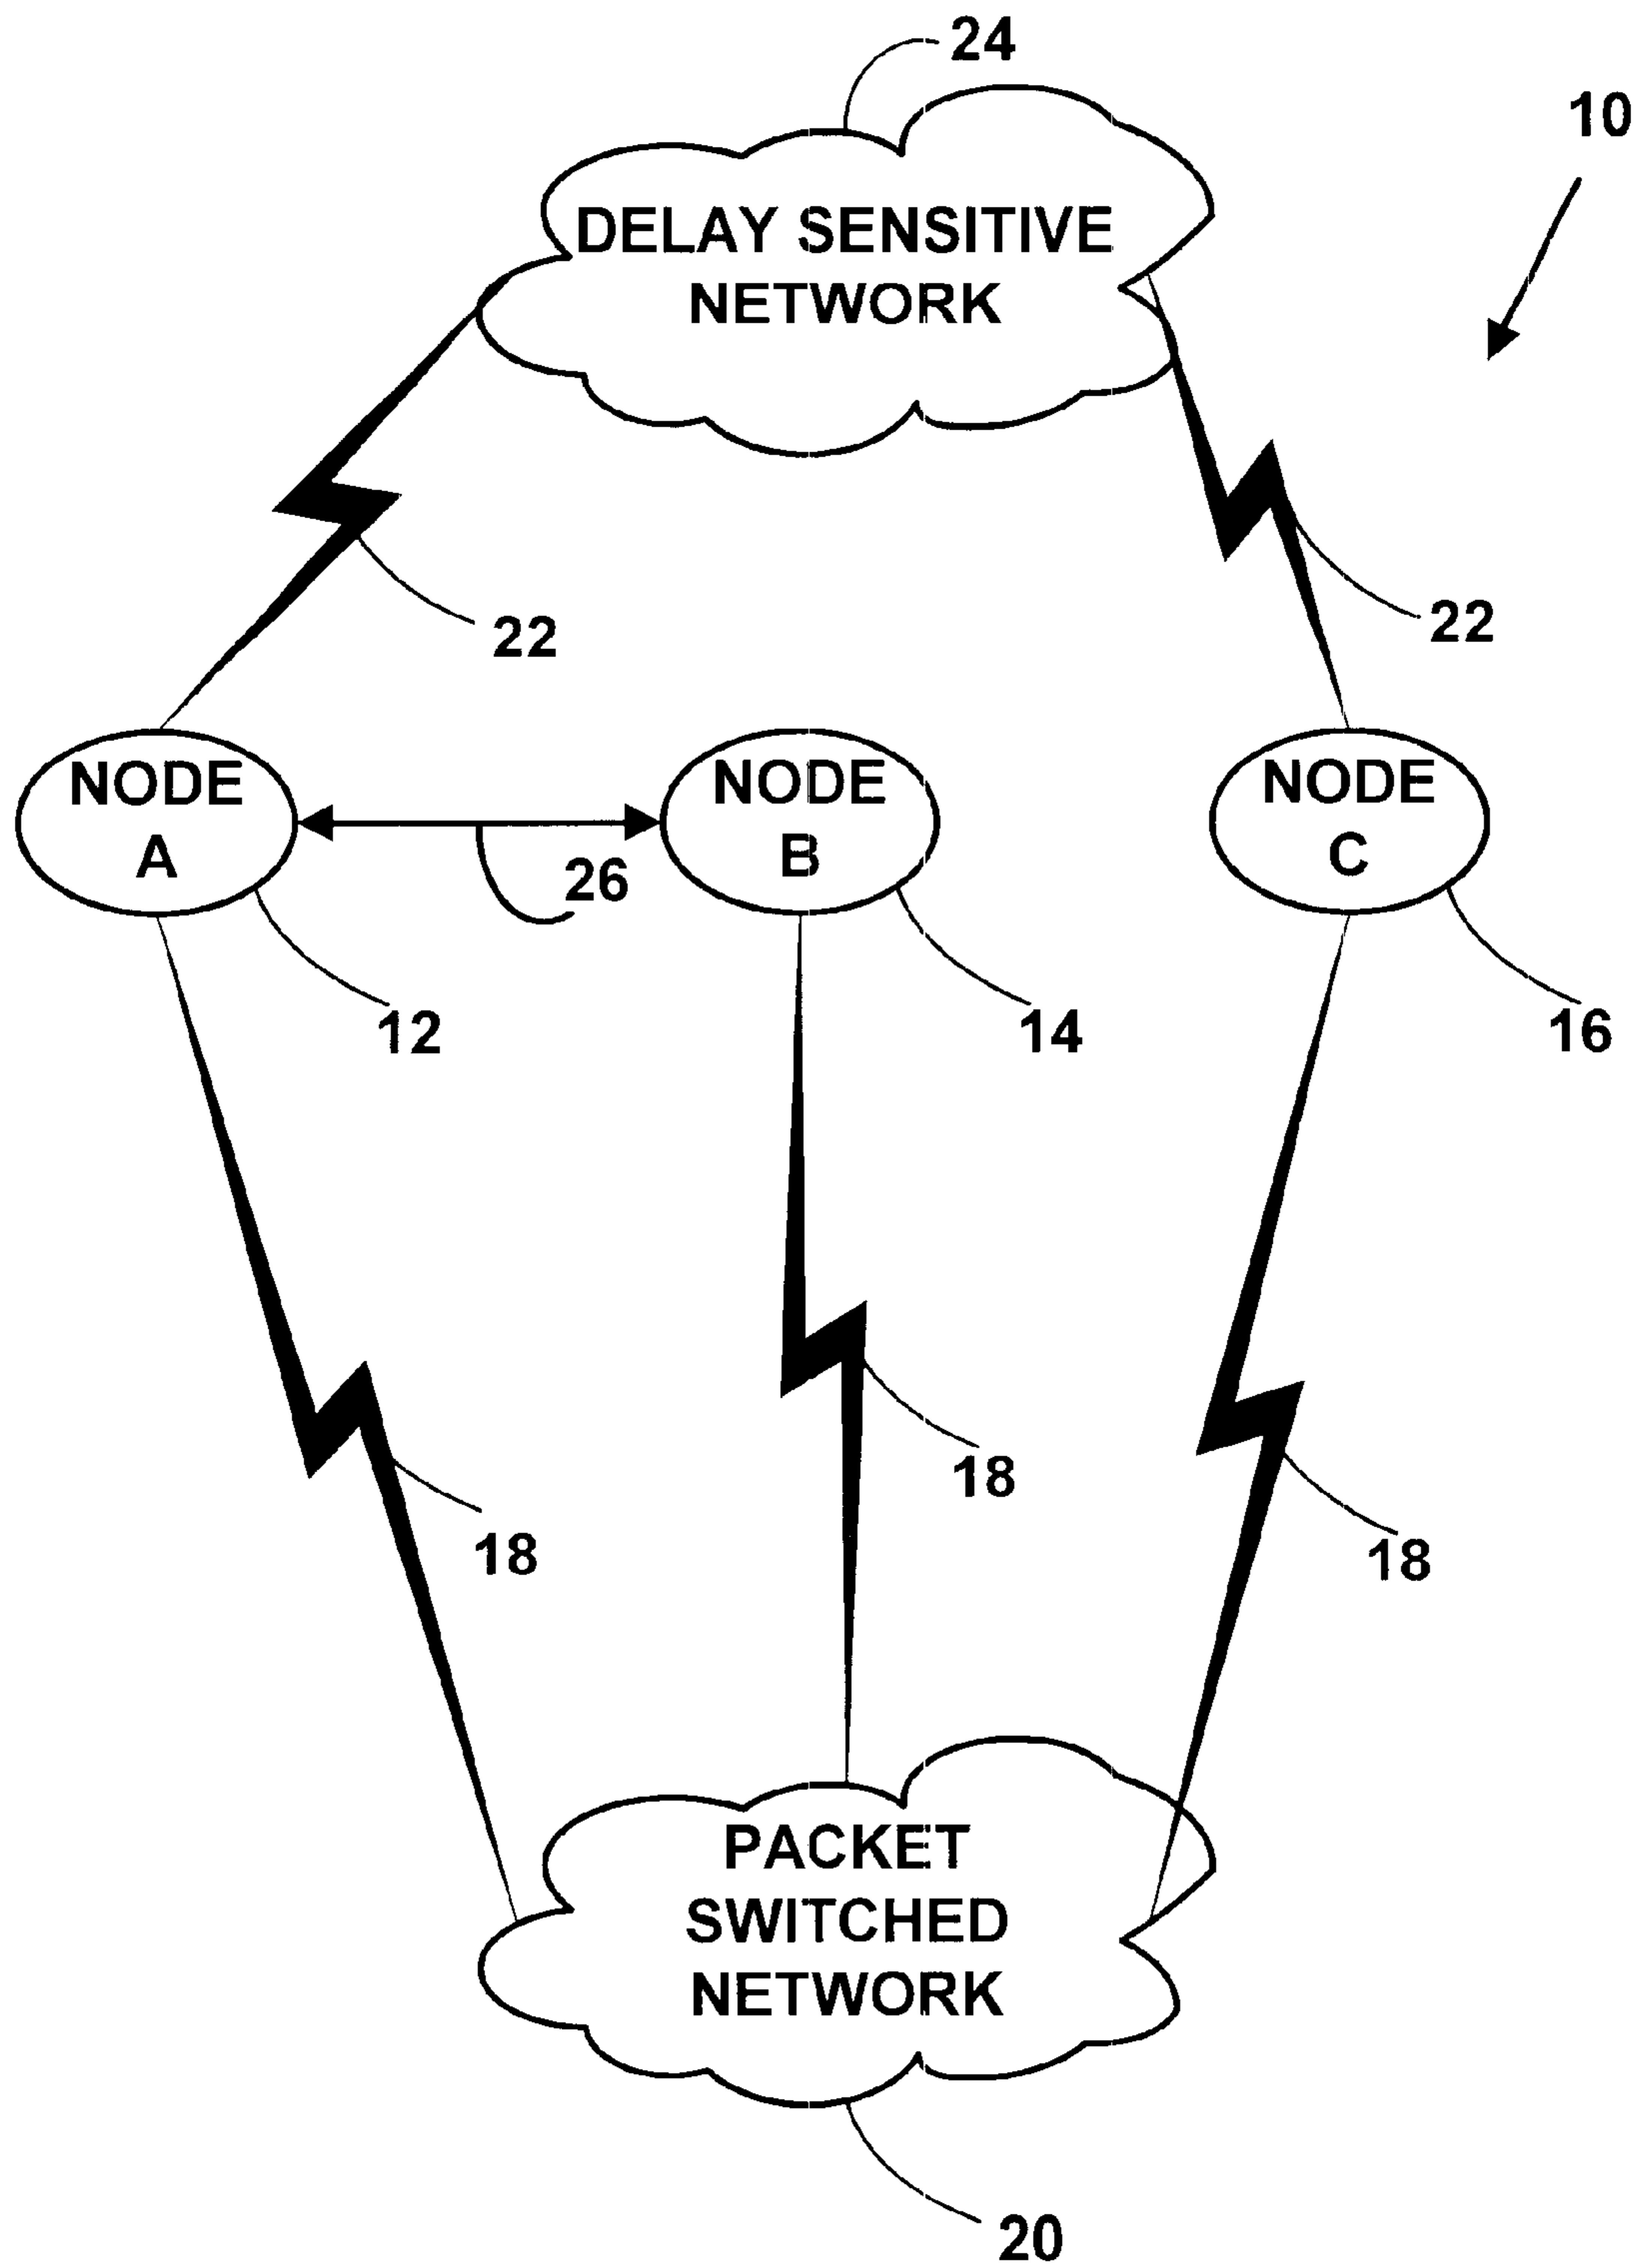 24
10
DELAY SENSITIVE
NETWORK
22
22
NODE
A
NODE
B
NODE
C
26
12
14
16
18
18
18
PACKET
SWITCHED
NETWORK
20